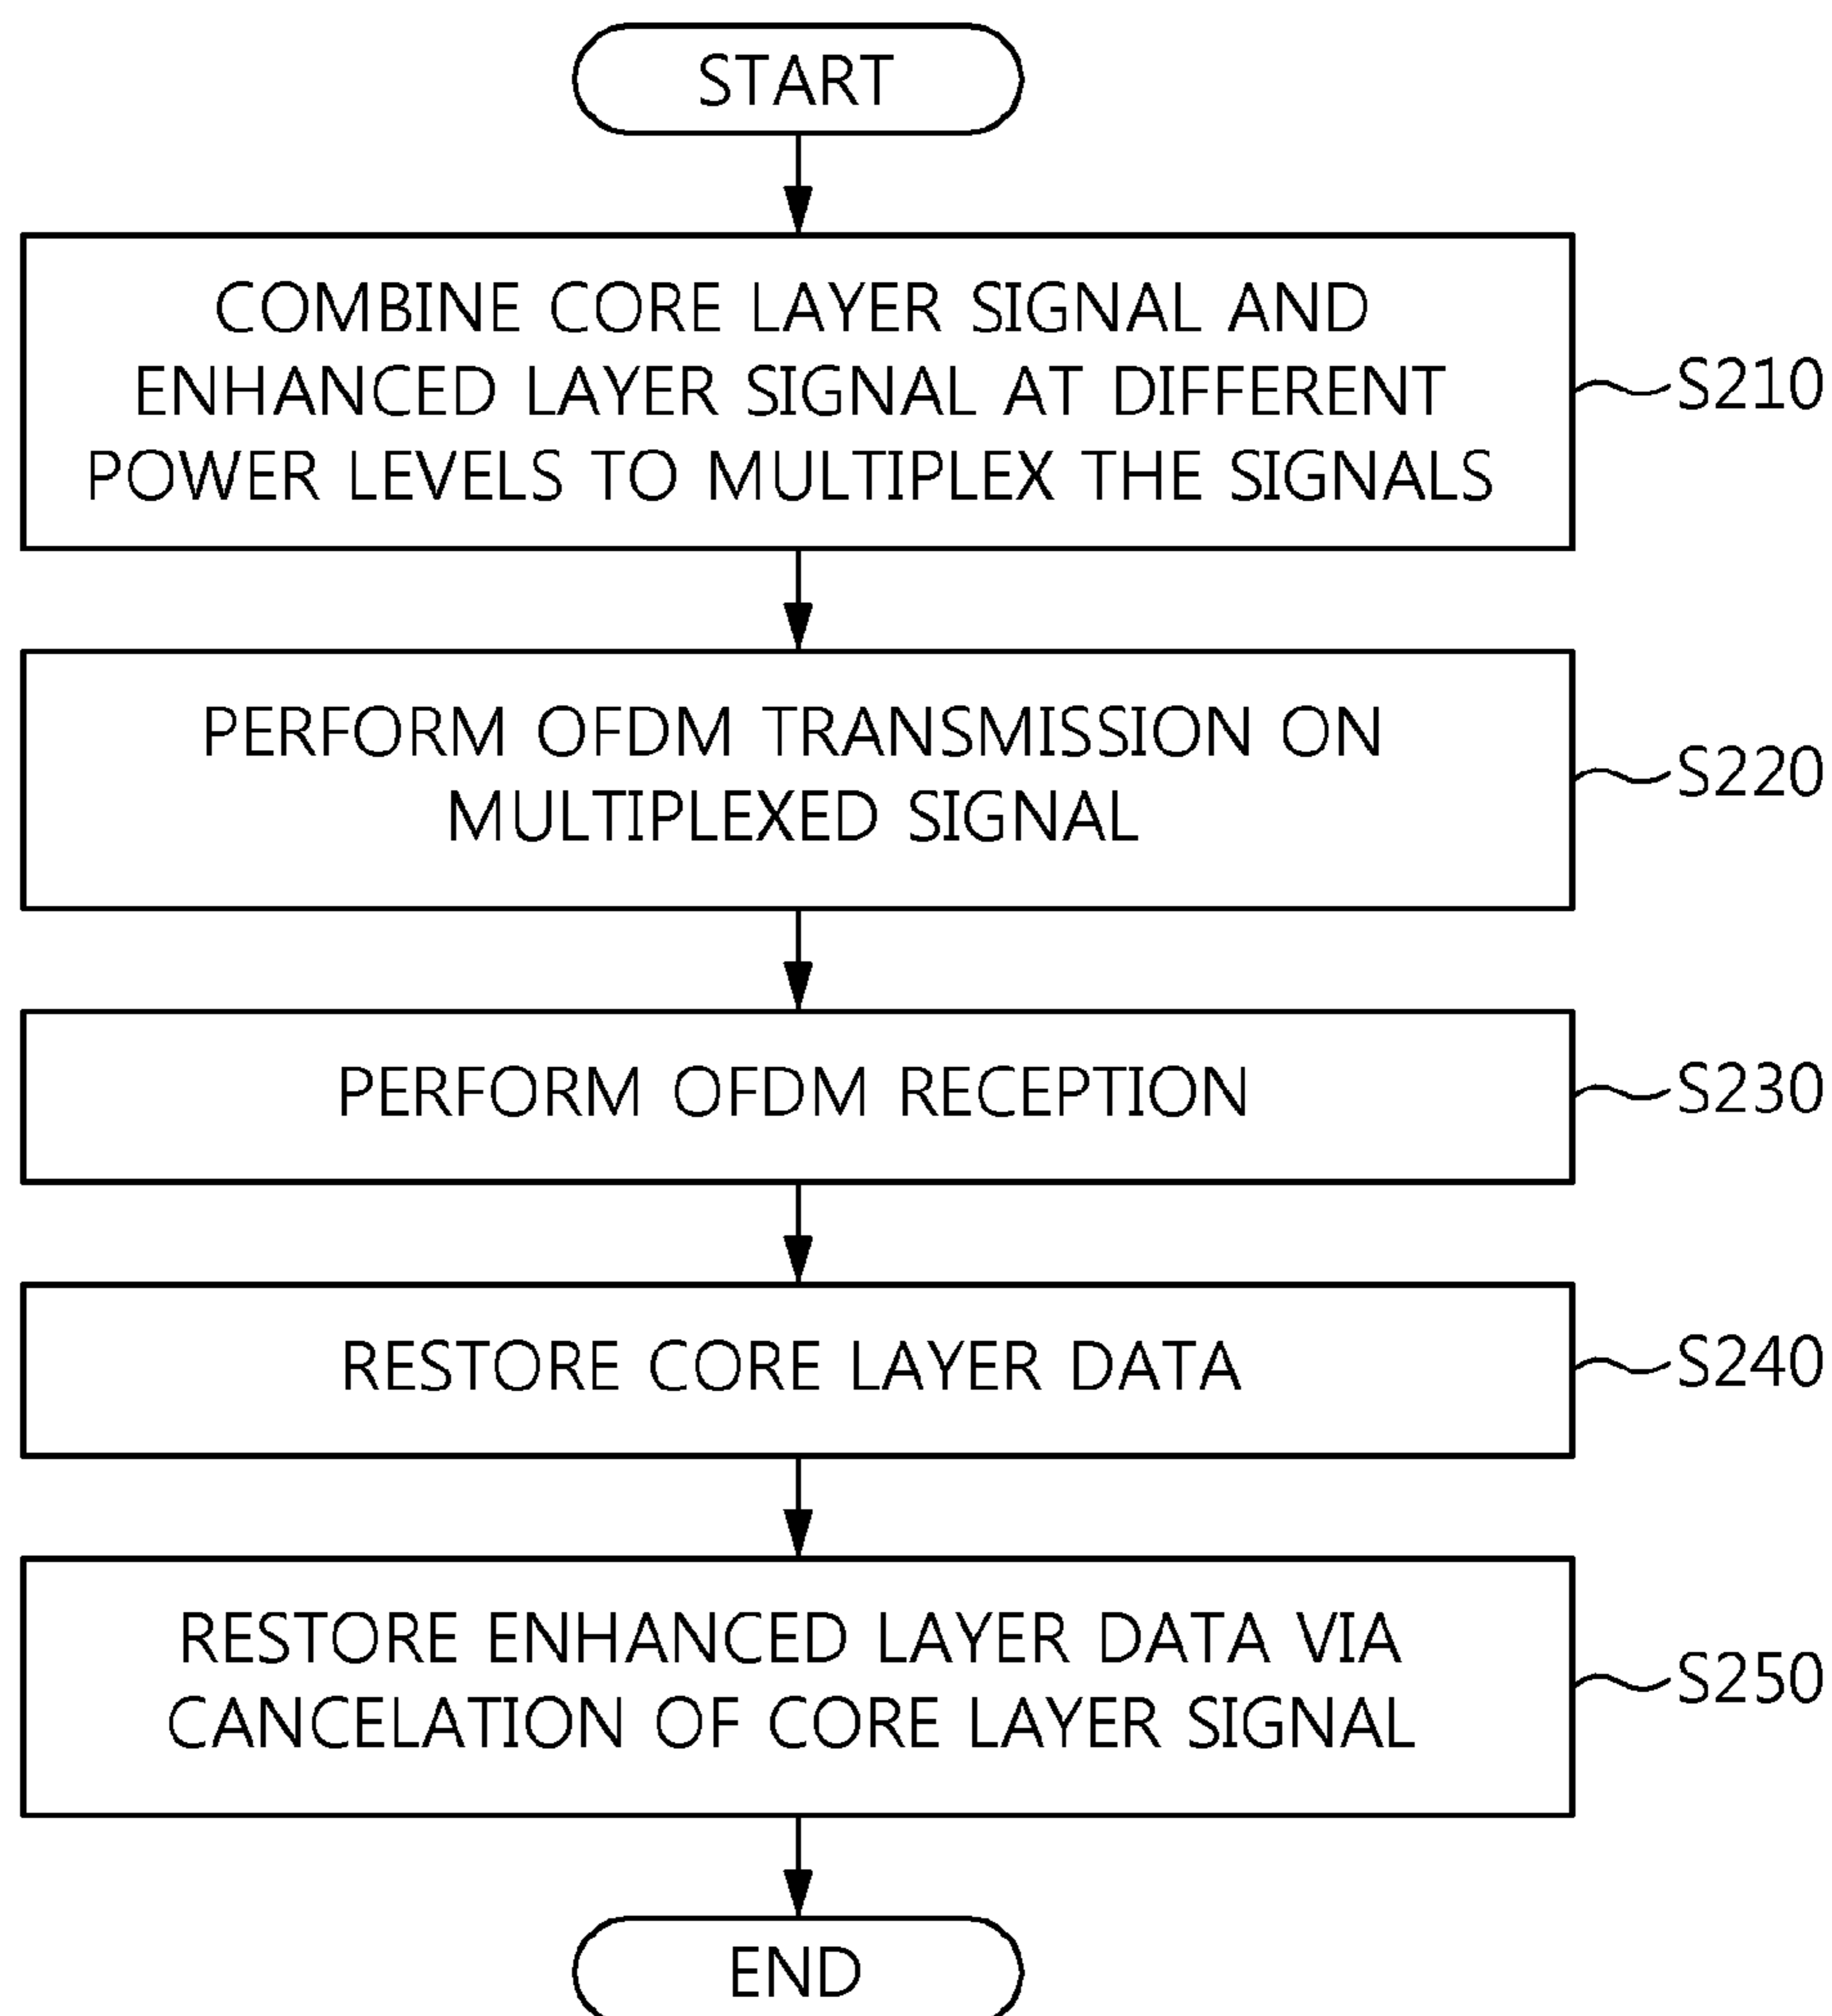 START
COMBINE CORE LAYER SIGNAL AND
ENHANCED LAYER SIGNAL AT DIFFERENT
POWER LEVELS TO MULTIPLEX THE SIGNALS
S210
PERFORM OFDM TRANSMISSION ON
MULTIPLEXED SIGNAL
S220
PERFORM OFDM RECEPTION
S230
RESTORE CORE LAYER DATA
S240
RESTORE ENHANCED LAYER DATA VIA
CANCELATION OF CORE LAYER SIGNAL
S250
END